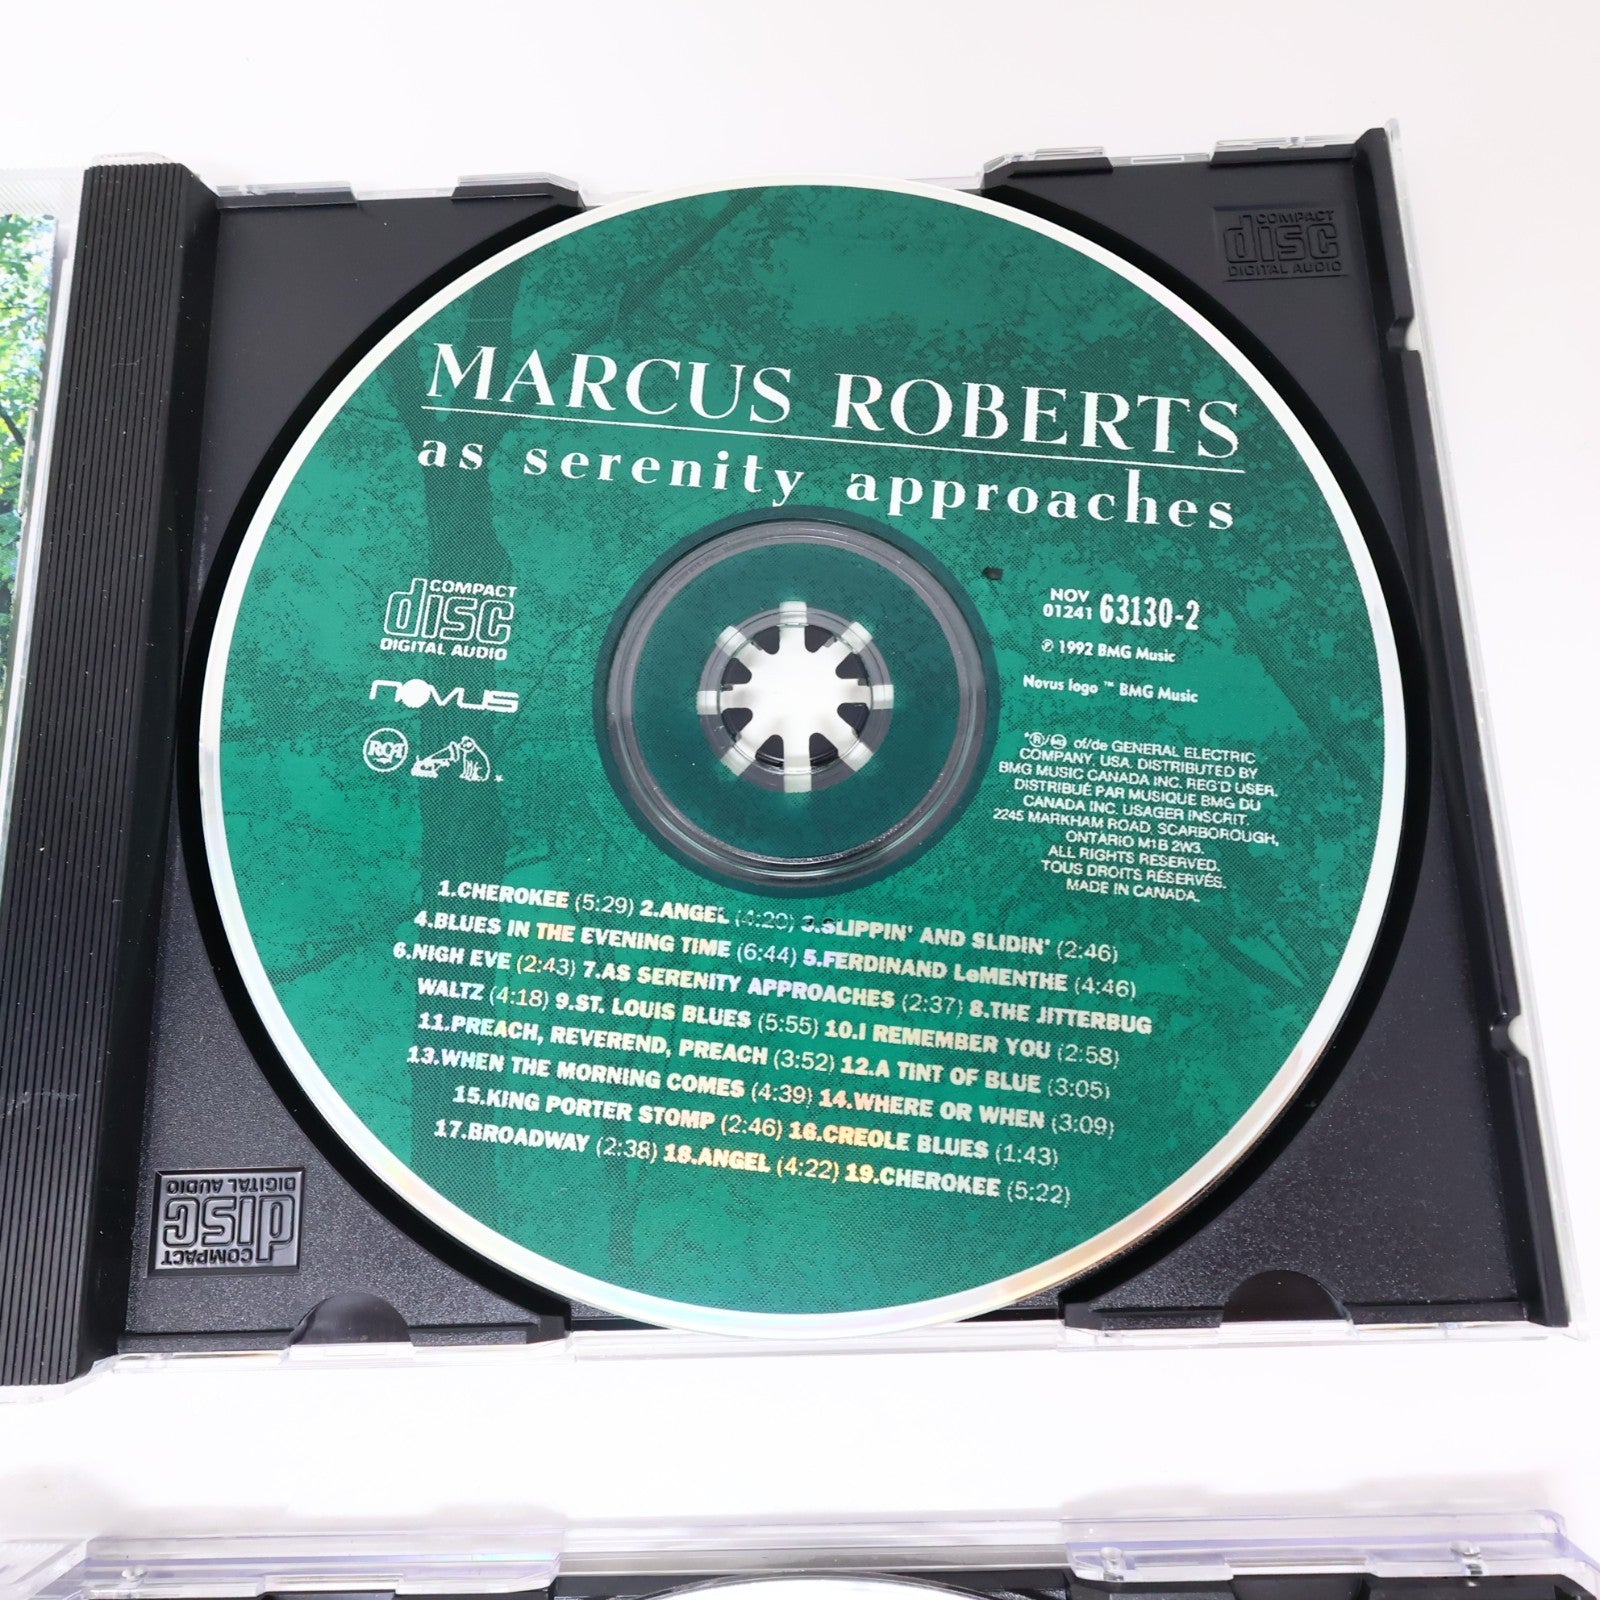 COMPACT
disc
DIGITAL AUDIO
MARCUS ROBERTS
as serenity approaches
COMPACT
disc
DIGITAL AUDIO
NOVUS
RCA
NOV
01241 63130-2
℗ 1992 BMG Music
Novus logo ™ BMG Music
of/de GENERAL ELECTRIC
COMPANY, USA. DISTRIBUTED BY
BMG MUSIC CANADA INC. REG'D USER.
DISTRIBUÉ PAR MUSIQUE BMG DU
CANADA INC. USAGER INSCRIT.
2245 MARKHAM ROAD, SCARBOROUGH,
ONTARIO M1B 2W3.
ALL RIGHTS RESERVED.
TOUS DROITS RÉSERVÉS.
MADE IN CANADA.
1.CHEROKEE (5:29) 2.ANGEL (4:20) 3.SLIPPIN' AND SLIDIN' (2:46)
4.BLUES IN THE EVENING TIME (6:44) 5.FERDINAND LeMENTHE (4:46)
6.NIGH EVE (2:43) 7.AS SERENITY APPROACHES (2:37) 8.THE JITTERBUG
WALTZ (4:18) 9.ST. LOUIS BLUES (5:55) 10.I REMEMBER YOU (2:58)
11.PREACH, REVEREND, PREACH (3:52) 12.A TINT OF BLUE (3:05)
13.WHEN THE MORNING COMES (4:39) 14.WHERE OR WHEN (3:09)
15.KING PORTER STOMP (2:46) 16.CREOLE BLUES (1:43)
17.BROADWAY (2:38) 18.ANGEL (4:22) 19.CHEROKEE (5:22)
COMPACT
disc
DIGITAL AUDIO